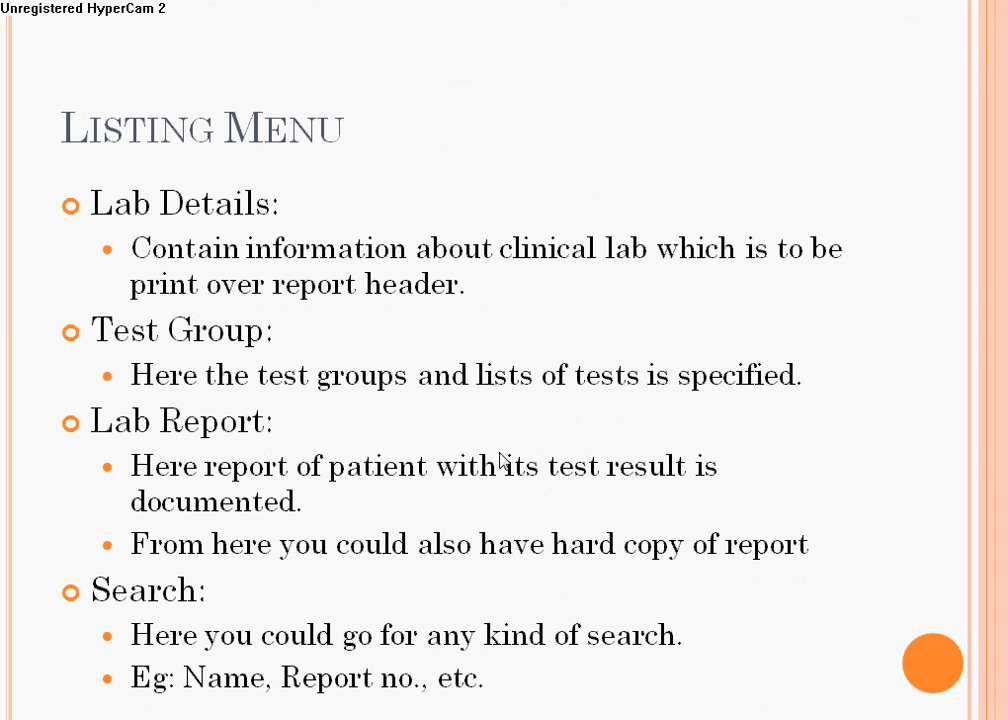 Unregistered HyperCam 2
LISTING MENU
Lab Details:
Contain information about clinical lab which is to be
print over report header.
Test Group:
Here the test groups and lists of tests is specified.
Lab Report:
Here report of patient with its test result is
documented.
From here you could also have hard copy of report
Search:
Here you could go for any kind of search.
Eg: Name, Report no., etc.